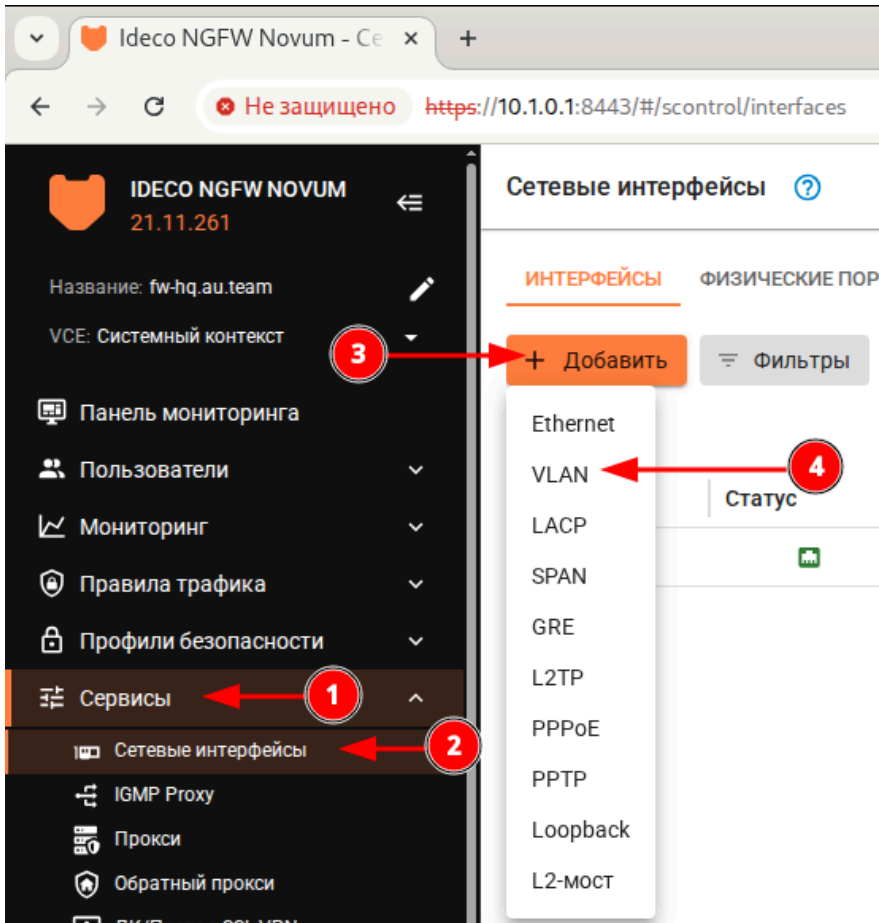 Ideco NGFW Novum - Се
Не защищено https://10.1.0.1:8443/#/scontrol/interfaces
IDECO NGFW NOVUM
21.11.261
Название: fw-hq.au.team
VCE: Системный контекст
Панель мониторинга
Пользователи
Мониторинг
Правила трафика
Профили безопасности
Сервисы
1
Сетевые интерфейсы
2
IGMP Proxy
Прокси
Обратный прокси
Сетевые интерфейсы
ИНТЕРФЕЙСЫ ФИЗИЧЕСКИЕ ПОР
3
+ Добавить
Фильтры
Ethernet
VLAN
4
LACP
SPAN
GRE
L2TP
PPPoE
PPTP
Loopback
L2-мост
Статус